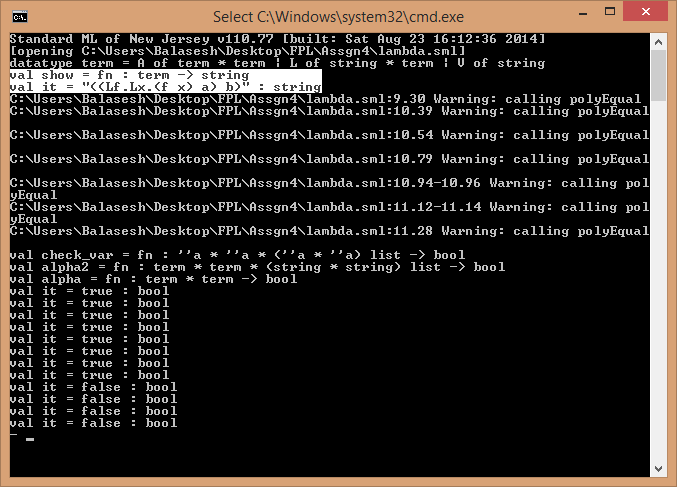 Select C:\Windows\system32\cmd.exe
Standard ML of New Jersey v110.77 [built: Sat Aug 23 16:12:36 2014]
[opening C:\Users\Balasesh\Desktop\FPL\Assgn4\lambda.sml]
datatype term = A of term * term | L of string * term | V of string
val show = fn : term -> string
val it = "((Lf.Lx.(f x) a) b)" : string
C:\Users\Balasesh\Desktop\FPL\Assgn4\lambda.sml:9.30 Warning: calling polyEqual
C:\Users\Balasesh\Desktop\FPL\Assgn4\lambda.sml:10.39 Warning: calling polyEqual
C:\Users\Balasesh\Desktop\FPL\Assgn4\lambda.sml:10.54 Warning: calling polyEqual
C:\Users\Balasesh\Desktop\FPL\Assgn4\lambda.sml:10.79 Warning: calling polyEqual
C:\Users\Balasesh\Desktop\FPL\Assgn4\lambda.sml:10.94-10.96 Warning: calling pol
yEqual
C:\Users\Balasesh\Desktop\FPL\Assgn4\lambda.sml:11.12-11.14 Warning: calling pol
yEqual
C:\Users\Balasesh\Desktop\FPL\Assgn4\lambda.sml:11.28 Warning: calling polyEqual
val check_var = fn : ''a * ''a * (''a * ''a) list -> bool
val alpha2 = fn : term * term * (string * string) list -> bool
val alpha = fn : term * term -> bool
val it = true : bool
val it = true : bool
val it = true : bool
val it = true : bool
val it = true : bool
val it = true : bool
val it = true : bool
val it = true : bool
val it = false : bool
val it = false : bool
val it = false : bool
val it = false : bool
- _